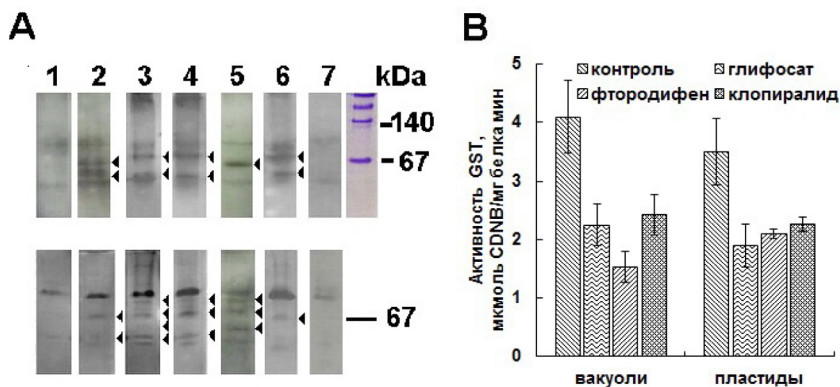 A
1 2 3 4 5 6 7 kDa
140
67
67
B
контроль глифосат
фтородифен клопиралид
Активность GST,
мкмоль CDNB/мг белка мин
5
4
3
2
1
0
вакуоли пластиды